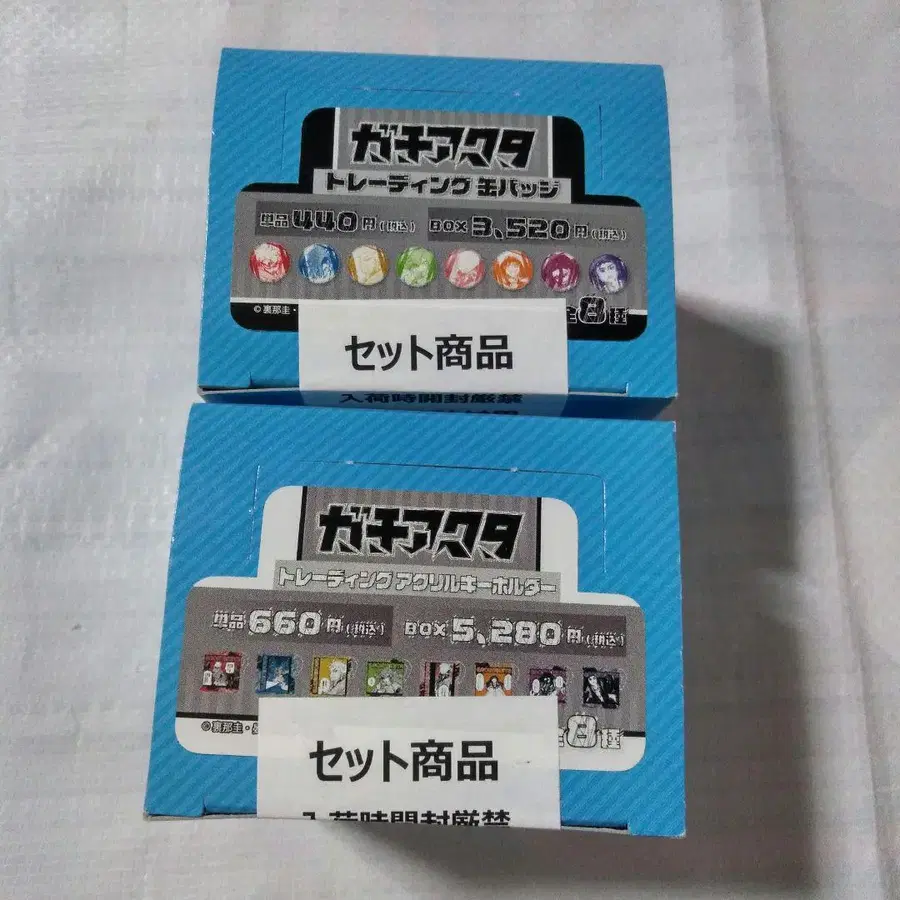 ガチアクタ
トレーディング 缶バッジ
単品 440円(税込) BOX 3,520円(税込)
©裏那圭・
全8種
セット商品
入荷時開封厳禁
ガチアクタ
トレーディング アクリルキーホルダー
単品 660円(税込) BOX 5,280円(税込)
©裏那圭・
全8種
セット商品
入荷時開封厳禁